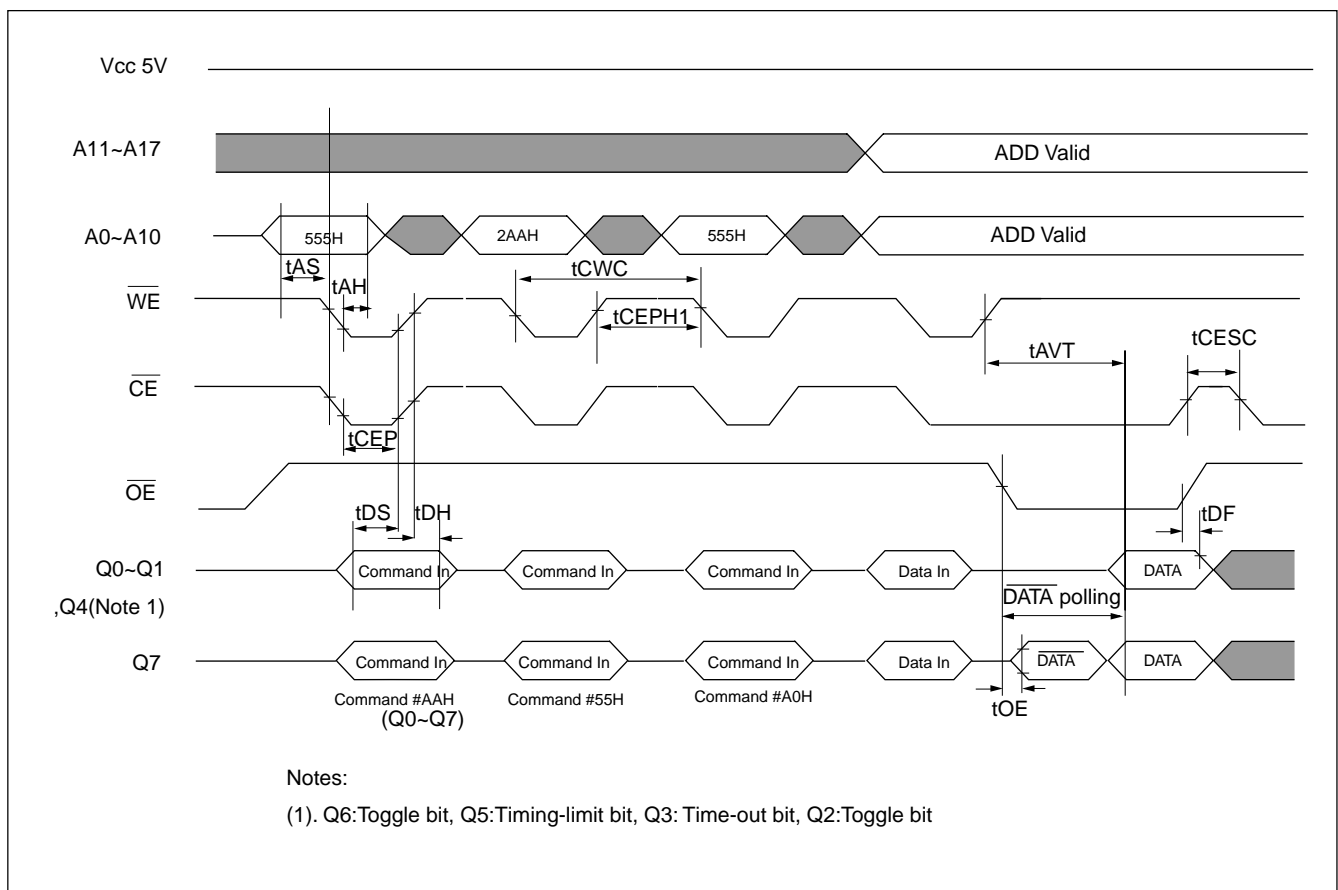 Vcc 5V
A11~A17
ADD Valid
A0~A10
555H
2AAH
555H
ADD Valid
tAS
tAH
tCWC
WE
tCEPH1
tAVT
tCESC
CE
tCEP
OE
tDS
tDH
tDF
Q0~Q1
Command In
Command In
Command In
Data In
DATA
,Q4(Note 1)
DATA polling
Q7
Command In
Command In
Command In
Data In
DATA
DATA
Command #AAH
Command #55H
Command #A0H
(Q0~Q7)
tOE
Notes:
(1). Q6:Toggle bit, Q5:Timing-limit bit, Q3: Time-out bit, Q2:Toggle bit